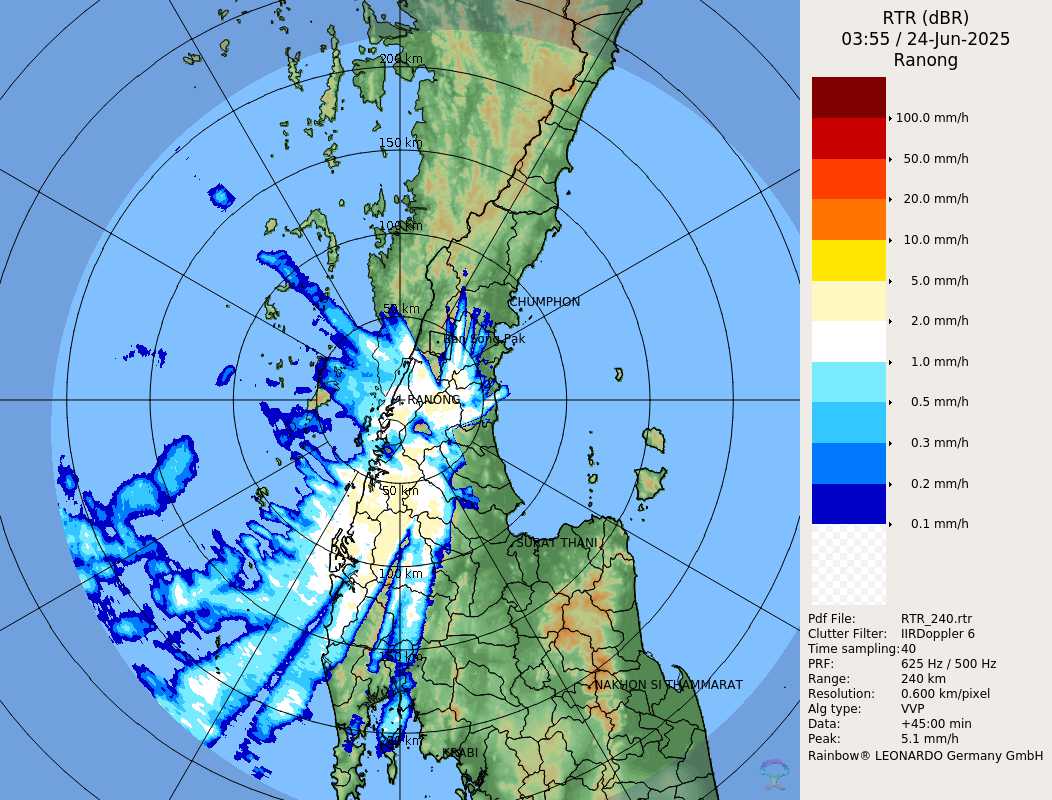 RTR (dBR)
03:55 / 24-Jun-2025
Ranong
100.0 mm/h
50.0 mm/h
20.0 mm/h
10.0 mm/h
5.0 mm/h
2.0 mm/h
1.0 mm/h
0.5 mm/h
0.3 mm/h
0.2 mm/h
0.1 mm/h
Pdf File: RTR_240.rtr
Clutter Filter: IIRDoppler 6
Time sampling:40
PRF: 625 Hz / 500 Hz
Range: 240 km
Resolution: 0.600 km/pixel
Alg type: VVP
Data: +45:00 min
Peak: 5.1 mm/h
Rainbow® LEONARDO Germany GmbH
200 km
150 km
100 km
50 km
CHUMPHON
Ban Song Pak
RANONG
50 km
SURAT THANI
100 km
150 km
NAKHON SI THAMMARAT
200 km
KRABI